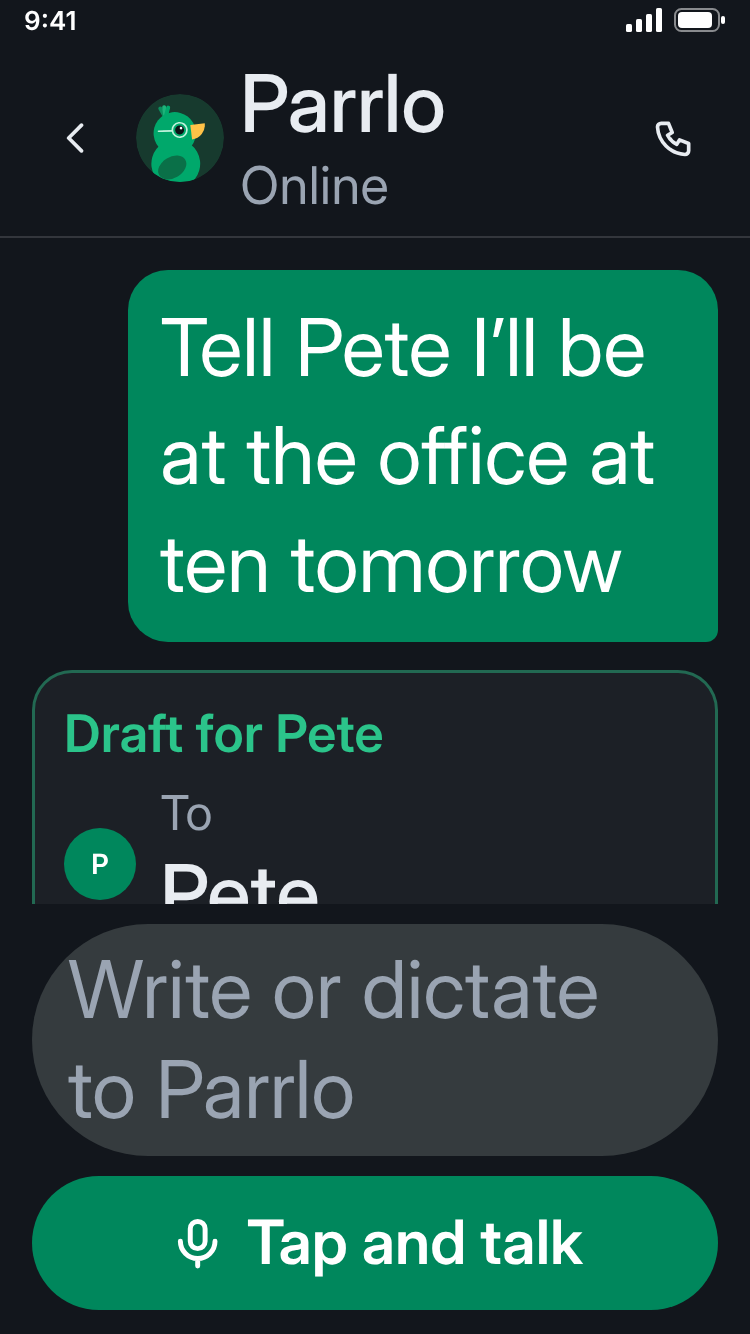 9:41
Parrlo
Online
Tell Pete I’ll be
at the office at
ten tomorrow
Draft for Pete
To
P
Pete
Write or dictate
to Parrlo
Tap and talk